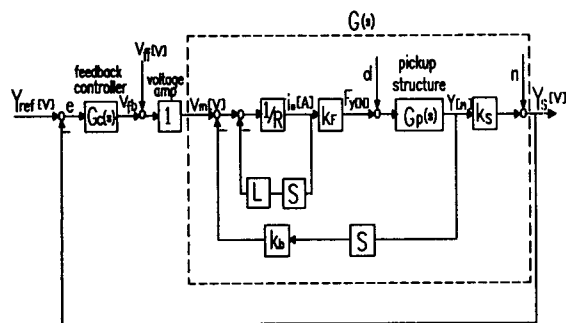 G(s)
feedback controller
Vff[V]
voltage amp
d
pickup structure
n
Yref[V]
e
Gc(s)
Vfb
1
Vm[V]
1/R
ia[A]
KF
Fy[N]
Gp(s)
Y[m]
Ks
Ys[V]
L
S
Kb
S